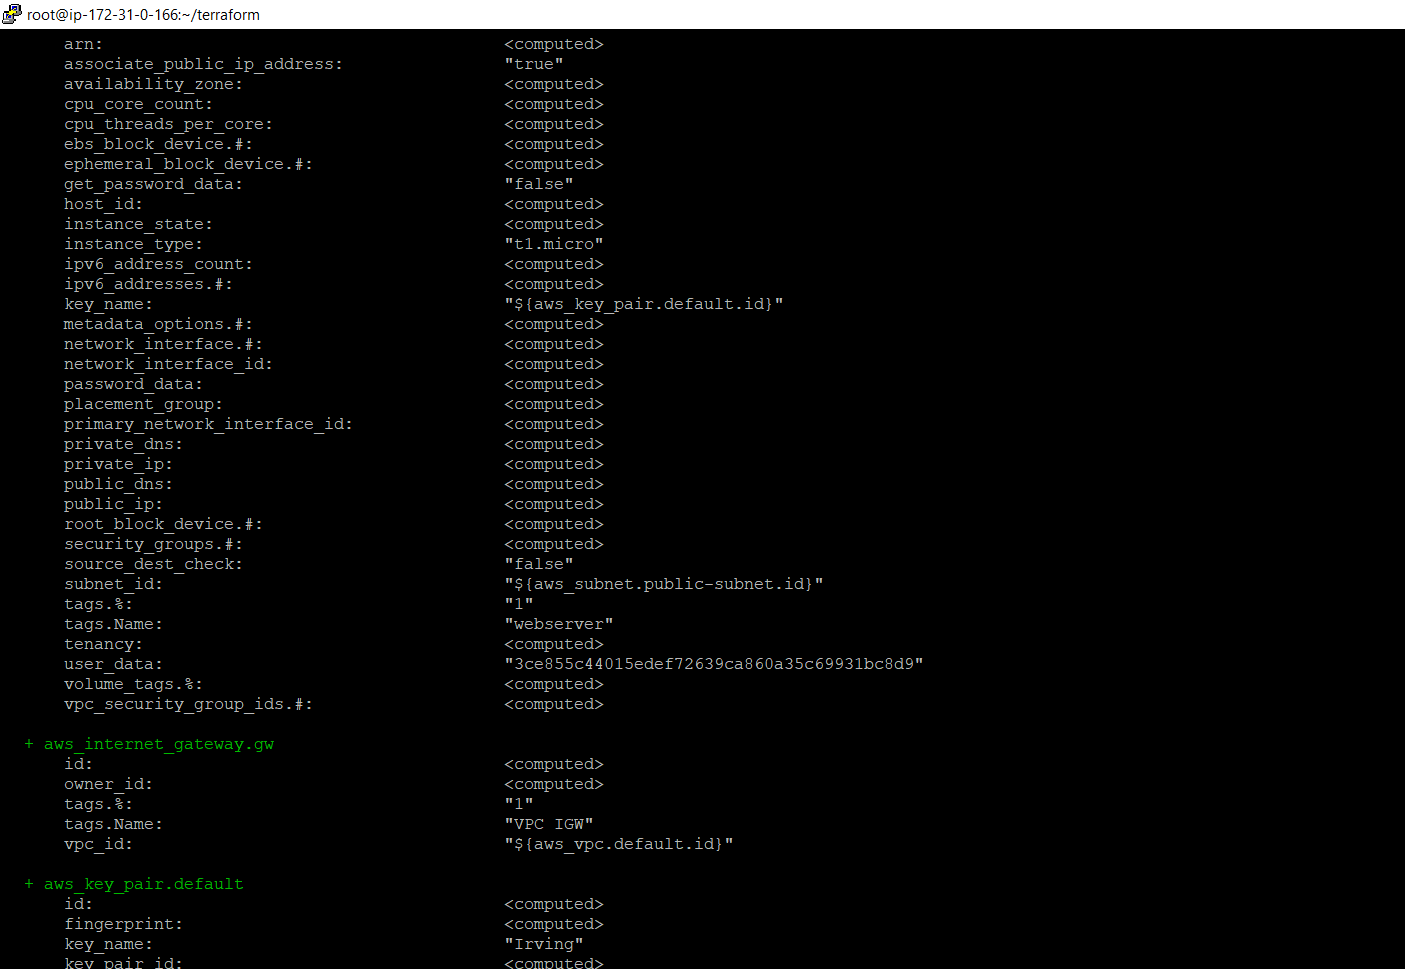 root@ip-172-31-0-166:~/terraform
arn: <computed>
associate_public_ip_address: "true"
availability_zone: <computed>
cpu_core_count: <computed>
cpu_threads_per_core: <computed>
ebs_block_device.#: <computed>
ephemeral_block_device.#: <computed>
get_password_data: "false"
host_id: <computed>
instance_state: <computed>
instance_type: "t1.micro"
ipv6_address_count: <computed>
ipv6_addresses.#: <computed>
key_name: "${aws_key_pair.default.id}"
metadata_options.#: <computed>
network_interface.#: <computed>
network_interface_id: <computed>
password_data: <computed>
placement_group: <computed>
primary_network_interface_id: <computed>
private_dns: <computed>
private_ip: <computed>
public_dns: <computed>
public_ip: <computed>
root_block_device.#: <computed>
security_groups.#: <computed>
source_dest_check: "false"
subnet_id: "${aws_subnet.public-subnet.id}"
tags.%: "1"
tags.Name: "webserver"
tenancy: <computed>
user_data: "3ce855c44015edef72639ca860a35c69931bc8d9"
volume_tags.%: <computed>
vpc_security_group_ids.#: <computed>
+ aws_internet_gateway.gw
id: <computed>
owner_id: <computed>
tags.%: "1"
tags.Name: "VPC IGW"
vpc_id: "${aws_vpc.default.id}"
+ aws_key_pair.default
id: <computed>
fingerprint: <computed>
key_name: "Irving"
key_pair_id: <computed>